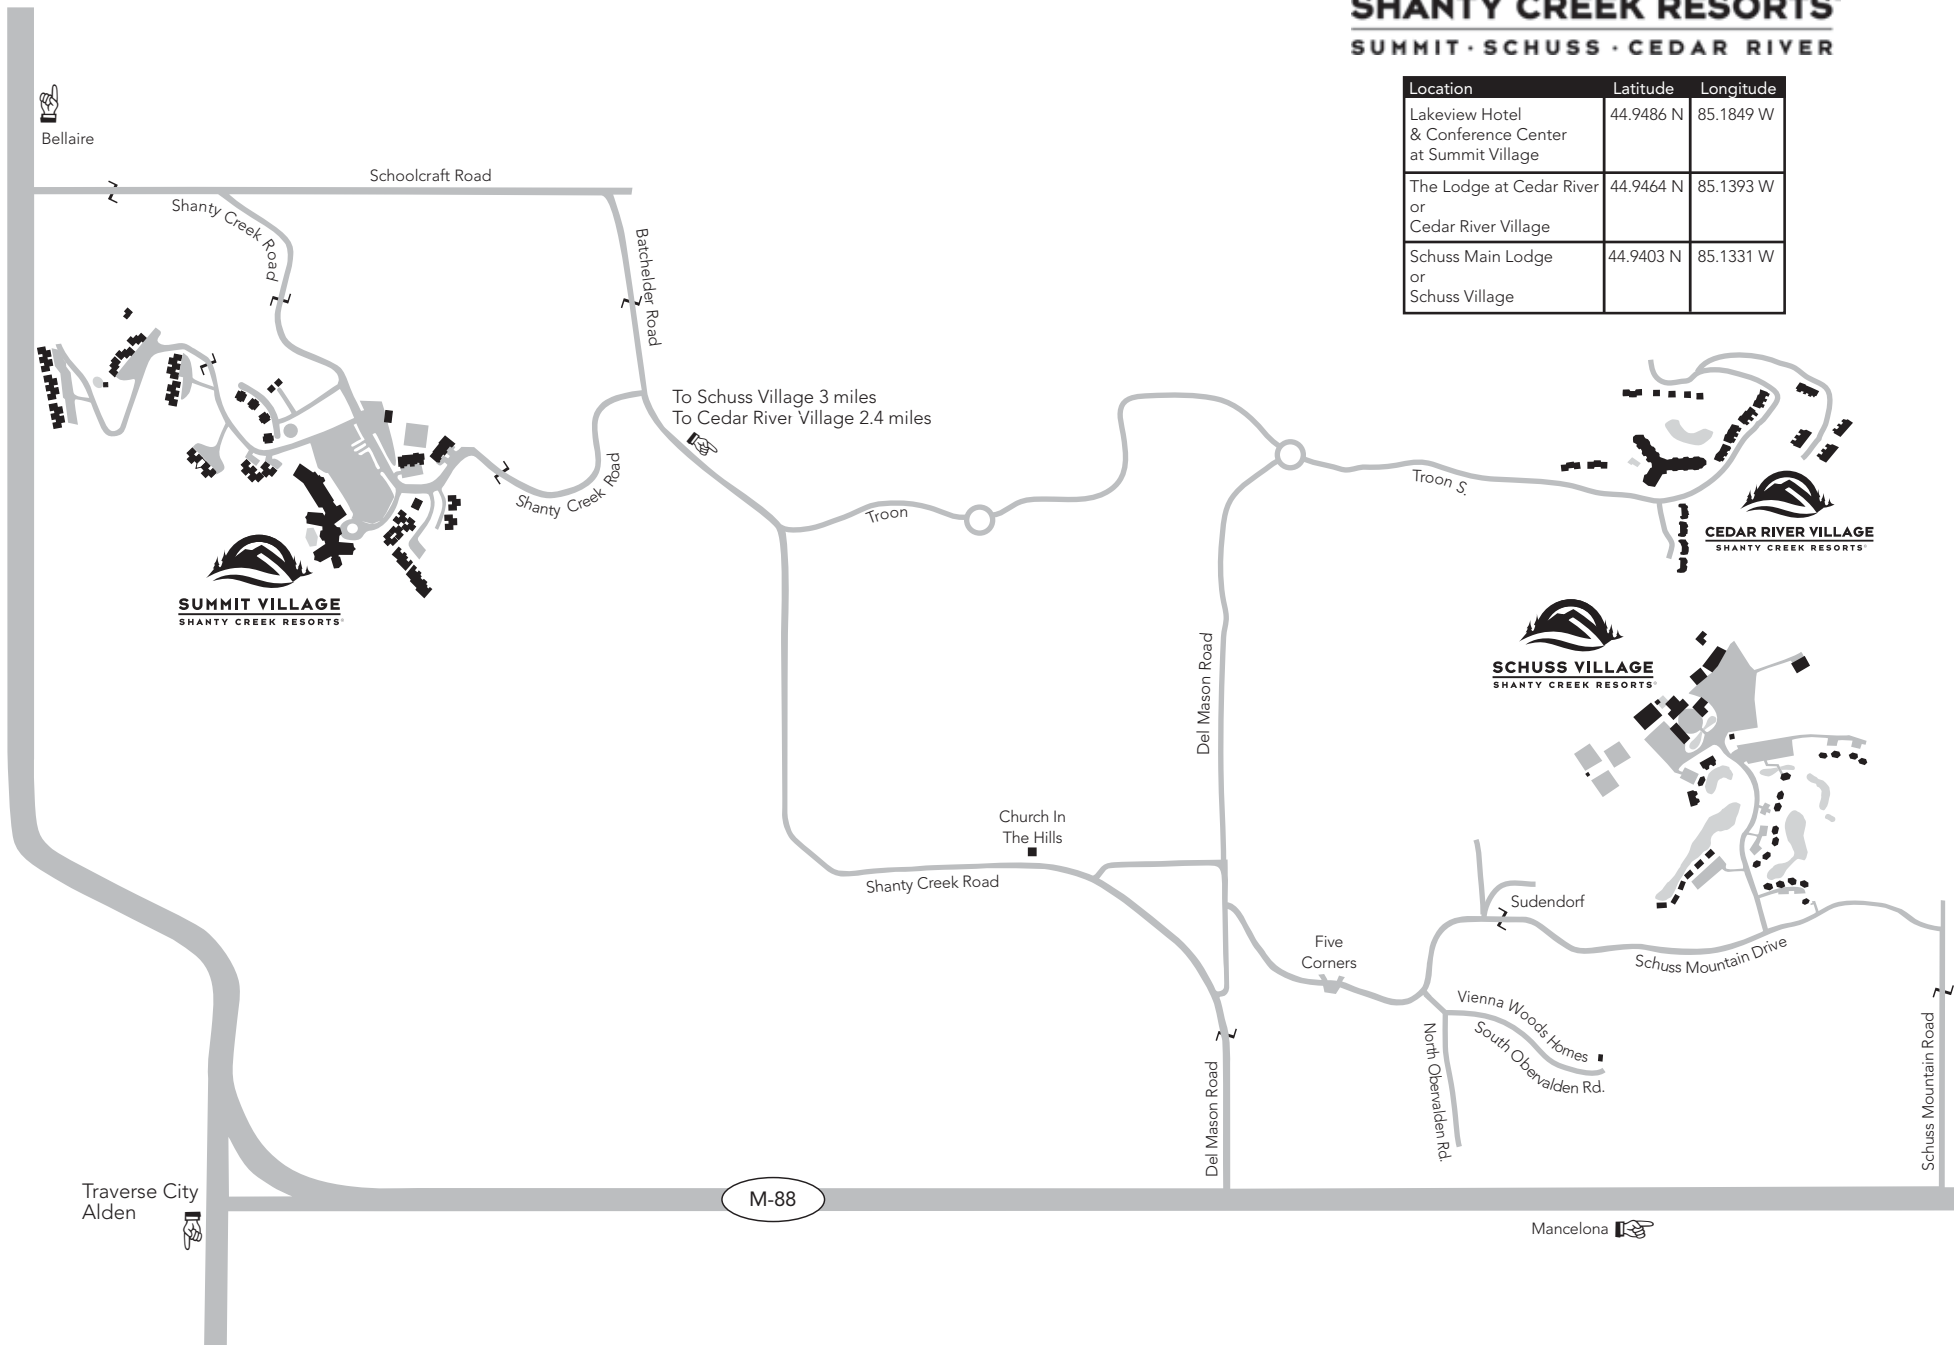 SHANTY CREEK RESORTS
SUMMIT · SCHUSS · CEDAR RIVER
Location Latitude Longitude
Lakeview Hotel 44.9486 N 85.1849 W
& Conference Center
at Summit Village
The Lodge at Cedar River 44.9464 N 85.1393 W
or
Cedar River Village
Schuss Main Lodge 44.9403 N 85.1331 W
or
Schuss Village
Bellaire
Schoolcraft Road
Shanty Creek Road
Batchelder Road
To Schuss Village 3 miles
To Cedar River Village 2.4 miles
Shanty Creek Road
Troon
Troon S.
CEDAR RIVER VILLAGE
SHANTY CREEK RESORTS®
SUMMIT VILLAGE
SHANTY CREEK RESORTS®
SCHUSS VILLAGE
SHANTY CREEK RESORTS®
Del Mason Road
Church In
The Hills
Shanty Creek Road
Sudendorf
Five
Corners
Schuss Mountain Drive
Vienna Woods Homes
South Obervalden Rd.
North Obervalden Rd.
Del Mason Road
Schuss Mountain Road
Traverse City
Alden
M-88
Mancelona